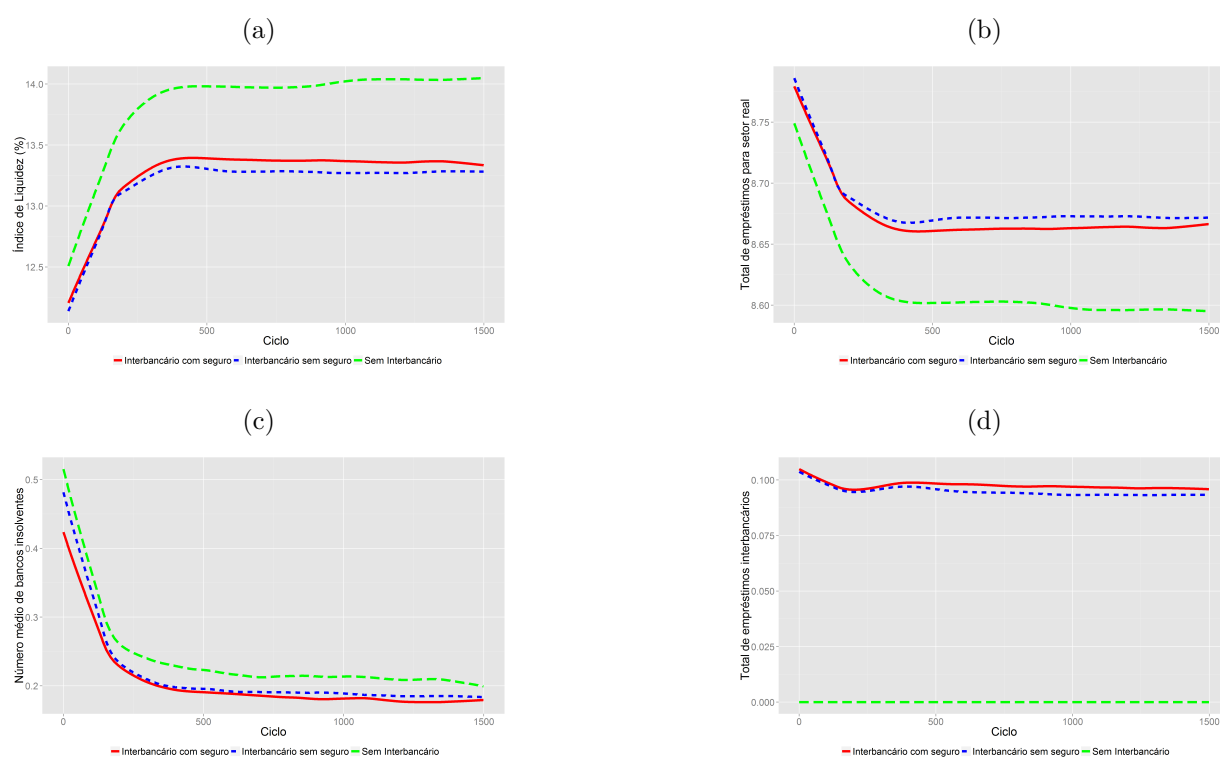 (a)
Índice de Liquidez (%)
14.0
13.5
13.0
12.5
0
500
1000
1500
Ciclo
Interbancário com seguro Interbancário sem seguro Sem Interbancário
(b)
Total de empréstimos para setor real
8.75
8.70
8.65
8.60
0
500
1000
1500
Ciclo
Interbancário com seguro Interbancário sem seguro Sem Interbancário
(c)
Número médio de bancos insolventes
0.5
0.4
0.3
0.2
0
500
1000
1500
Ciclo
Interbancário com seguro Interbancário sem seguro Sem Interbancário
(d)
Total de empréstimos interbancários
0.100
0.075
0.050
0.025
0.000
0
500
1000
1500
Ciclo
Interbancário com seguro Interbancário sem seguro Sem Interbancário